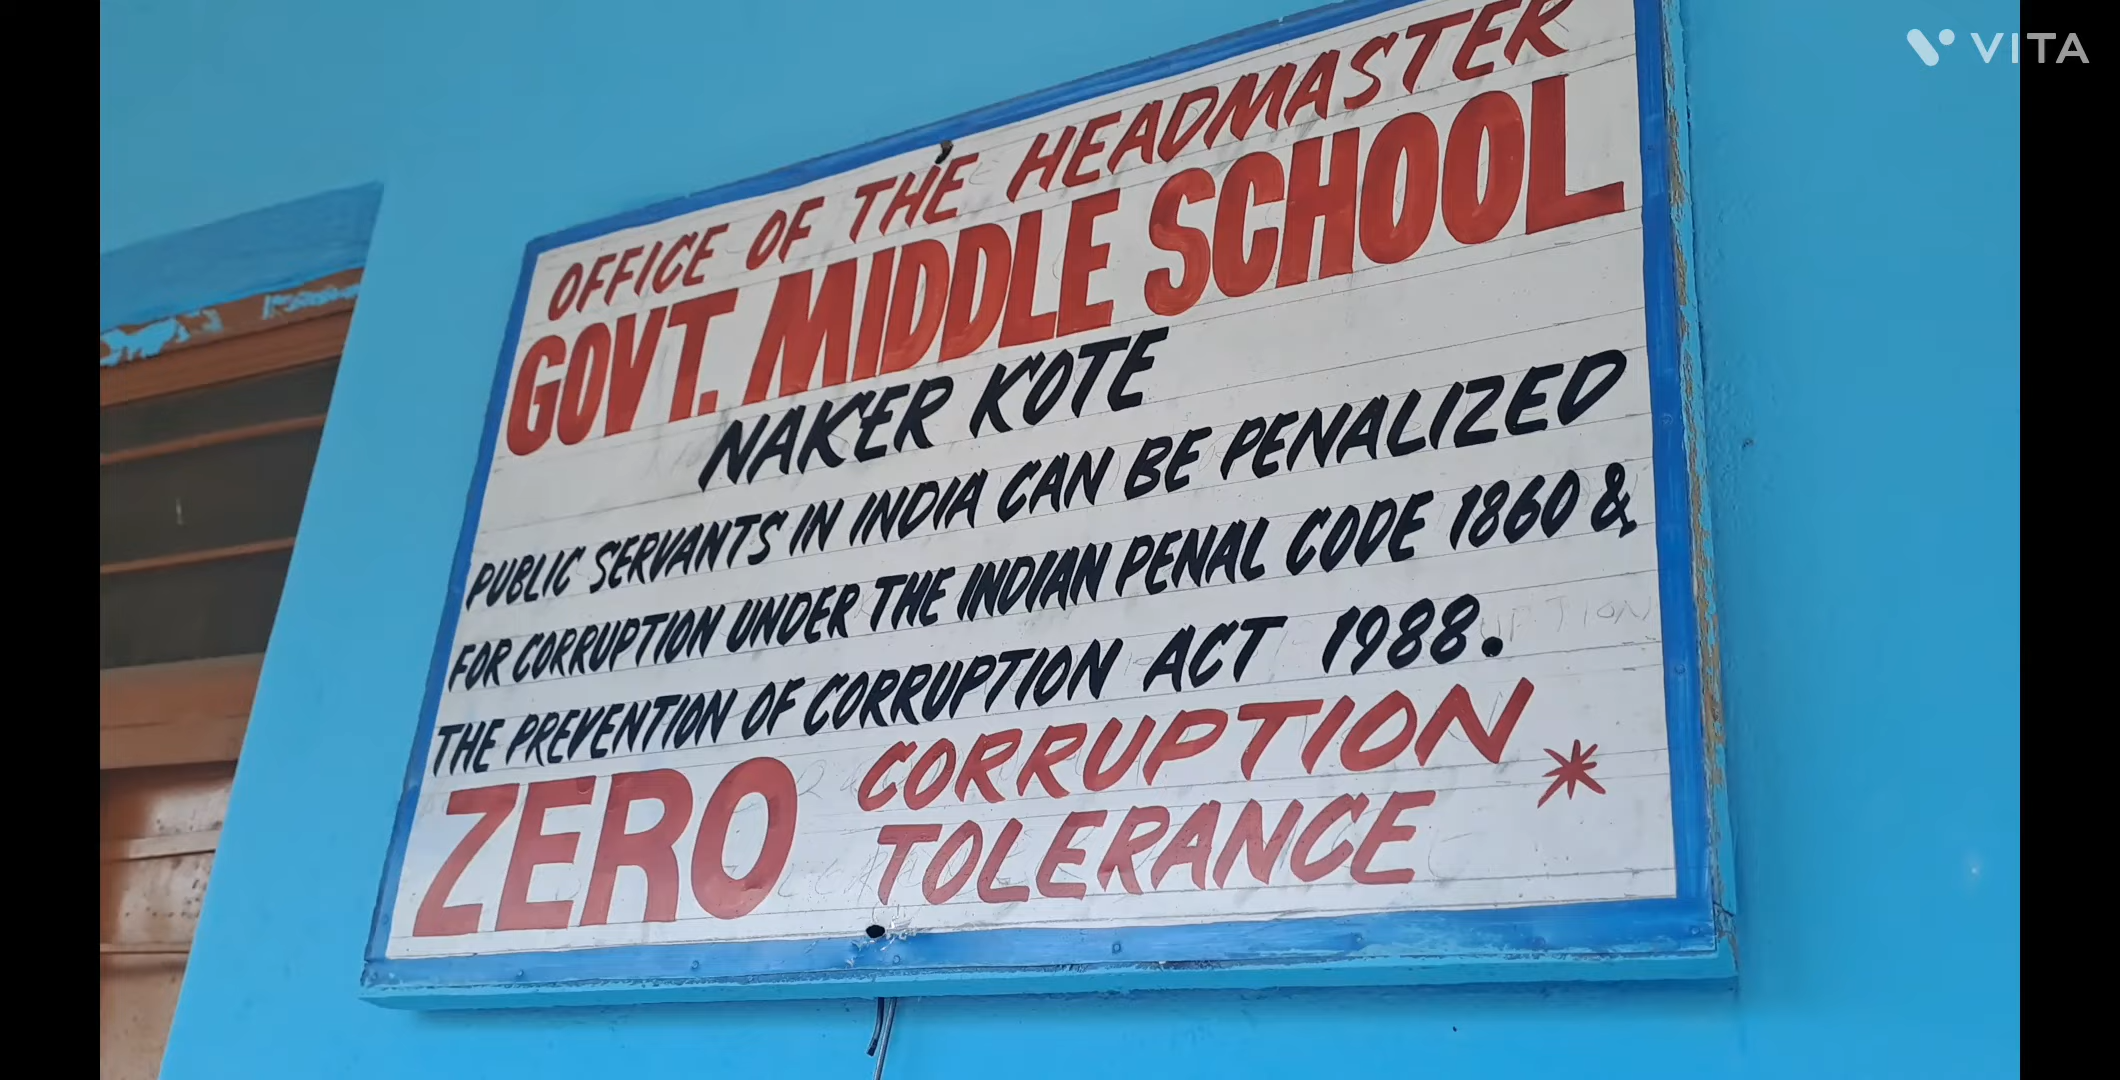 VITA
OFFICE OF THE HEADMASTER
GOVT. MIDDLE SCHOOL
NAKER KOTE
PUBLIC SERVANTS IN INDIA CAN BE PENALIZED
FOR CORRUPTION UNDER THE INDIAN PENAL CODE 1860 &
THE PREVENTION OF CORRUPTION ACT 1988.
ZERO CORRUPTION
TOLERANCE *